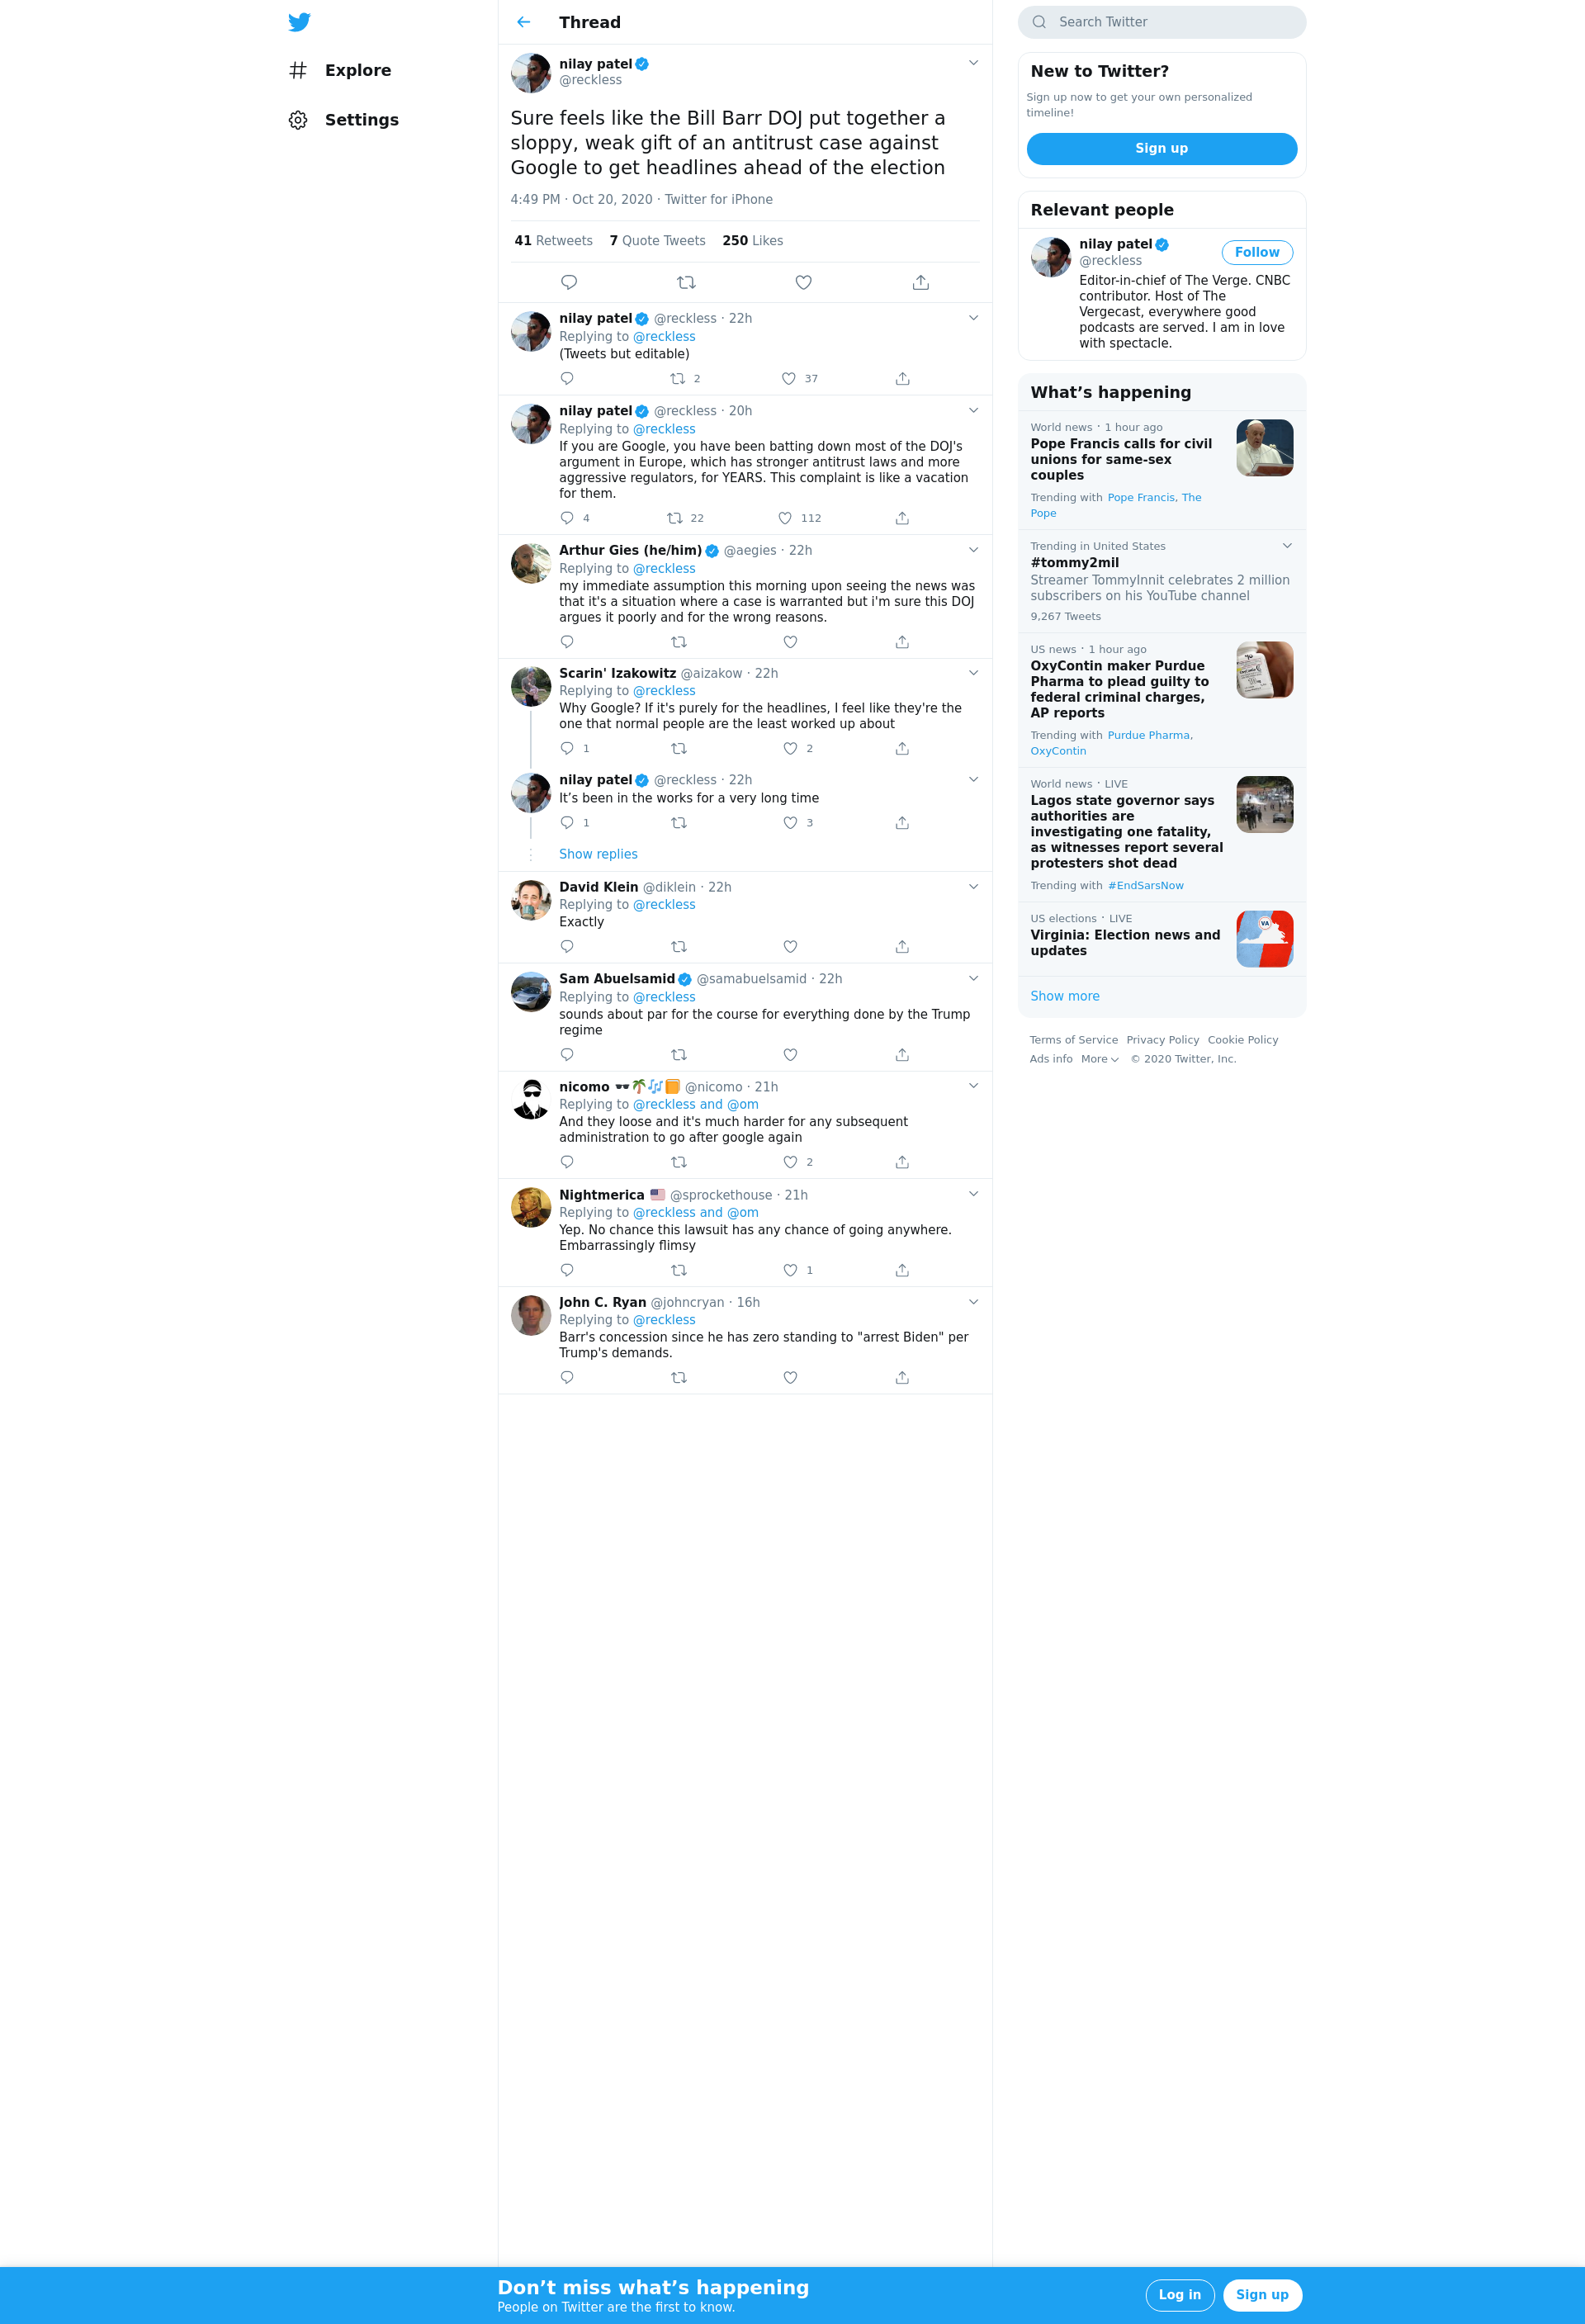 Explore
Settings
Thread
nilay patel
@reckless
Sure feels like the Bill Barr DOJ put together a
sloppy, weak gift of an antitrust case against
Google to get headlines ahead of the election
4:49 PM · Oct 20, 2020 · Twitter for iPhone
41 Retweets 7 Quote Tweets 250 Likes
nilay patel @reckless · 22h
Replying to @reckless
(Tweets but editable)
2 37
nilay patel @reckless · 20h
Replying to @reckless
If you are Google, you have been batting down most of the DOJ's
argument in Europe, which has stronger antitrust laws and more
aggressive regulators, for YEARS. This complaint is like a vacation
for them.
4 22 112
Arthur Gies (he/him) @aegies · 22h
Replying to @reckless
my immediate assumption this morning upon seeing the news was
that it's a situation where a case is warranted but i'm sure this DOJ
argues it poorly and for the wrong reasons.
Scarin' Izakowitz @aizakow · 22h
Replying to @reckless
Why Google? If it's purely for the headlines, I feel like they're the
one that normal people are the least worked up about
1 2
nilay patel @reckless · 22h
It’s been in the works for a very long time
1 3
Show replies
David Klein @diklein · 22h
Replying to @reckless
Exactly
Sam Abuelsamid @samabuelsamid · 22h
Replying to @reckless
sounds about par for the course for everything done by the Trump
regime
nicomo 🕶️🌴🎶📙 @nicomo · 21h
Replying to @reckless and @om
And they loose and it's much harder for any subsequent
administration to go after google again
2
Nightmerica 🇺🇸 @sprockethouse · 21h
Replying to @reckless and @om
Yep. No chance this lawsuit has any chance of going anywhere.
Embarrassingly flimsy
1
John C. Ryan @johncryan · 16h
Replying to @reckless
Barr's concession since he has zero standing to "arrest Biden" per
Trump's demands.
Search Twitter
New to Twitter?
Sign up now to get your own personalized
timeline!
Sign up
Relevant people
nilay patel
@reckless
Follow
Editor-in-chief of The Verge. CNBC
contributor. Host of The
Vergecast, everywhere good
podcasts are served. I am in love
with spectacle.
What’s happening
World news · 1 hour ago
Pope Francis calls for civil
unions for same-sex
couples
Trending with Pope Francis, The
Pope
Trending in United States
#tommy2mil
Streamer TommyInnit celebrates 2 million
subscribers on his YouTube channel
9,267 Tweets
US news · 1 hour ago
OxyContin maker Purdue
Pharma to plead guilty to
federal criminal charges,
AP reports
Trending with Purdue Pharma,
OxyContin
World news · LIVE
Lagos state governor says
authorities are
investigating one fatality,
as witnesses report several
protesters shot dead
Trending with #EndSarsNow
US elections · LIVE
Virginia: Election news and
updates
VA
Show more
Terms of Service Privacy Policy Cookie Policy
Ads info More © 2020 Twitter, Inc.
Don’t miss what’s happening
People on Twitter are the first to know.
Log in
Sign up